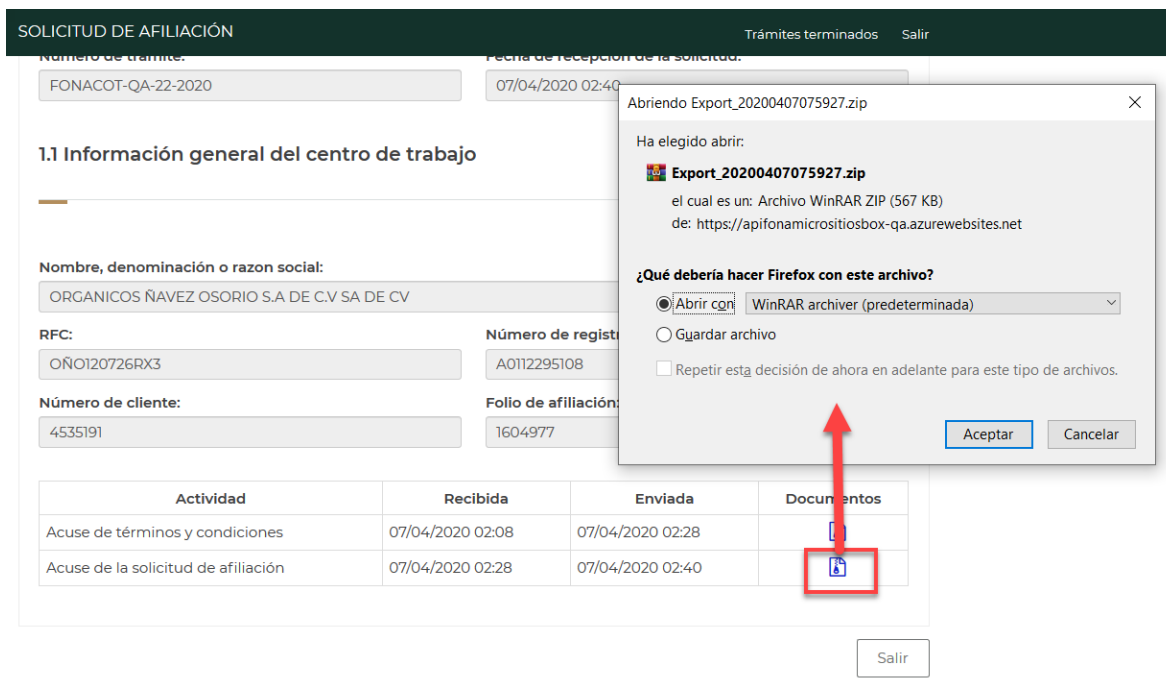 SOLICITUD DE AFILIACIÓN
Trámites terminados Salir
Número de trámite: Fecha de recepción de la solicitud:
FONACOT-QA-22-2020 07/04/2020 02:40
1.1 Información general del centro de trabajo
Nombre, denominación o razon social:
ORGANICOS ÑAVEZ OSORIO S.A DE C.V SA DE CV
RFC: Número de registr
OÑO120726RX3 A0112295108
Número de cliente: Folio de afiliación:
4535191 1604977
Abriendo Export_20200407075927.zip
Ha elegido abrir:
Export_20200407075927.zip
el cual es un: Archivo WinRAR ZIP (567 KB)
de: https://apifonamicrositiosbox-qa.azurewebsites.net
¿Qué debería hacer Firefox con este archivo?
Abrir con WinRAR archiver (predeterminada)
Guardar archivo
Repetir esta decisión de ahora en adelante para este tipo de archivos.
Aceptar Cancelar
Actividad Recibida Enviada Documentos
Acuse de términos y condiciones 07/04/2020 02:08 07/04/2020 02:28
Acuse de la solicitud de afiliación 07/04/2020 02:28 07/04/2020 02:40
Salir